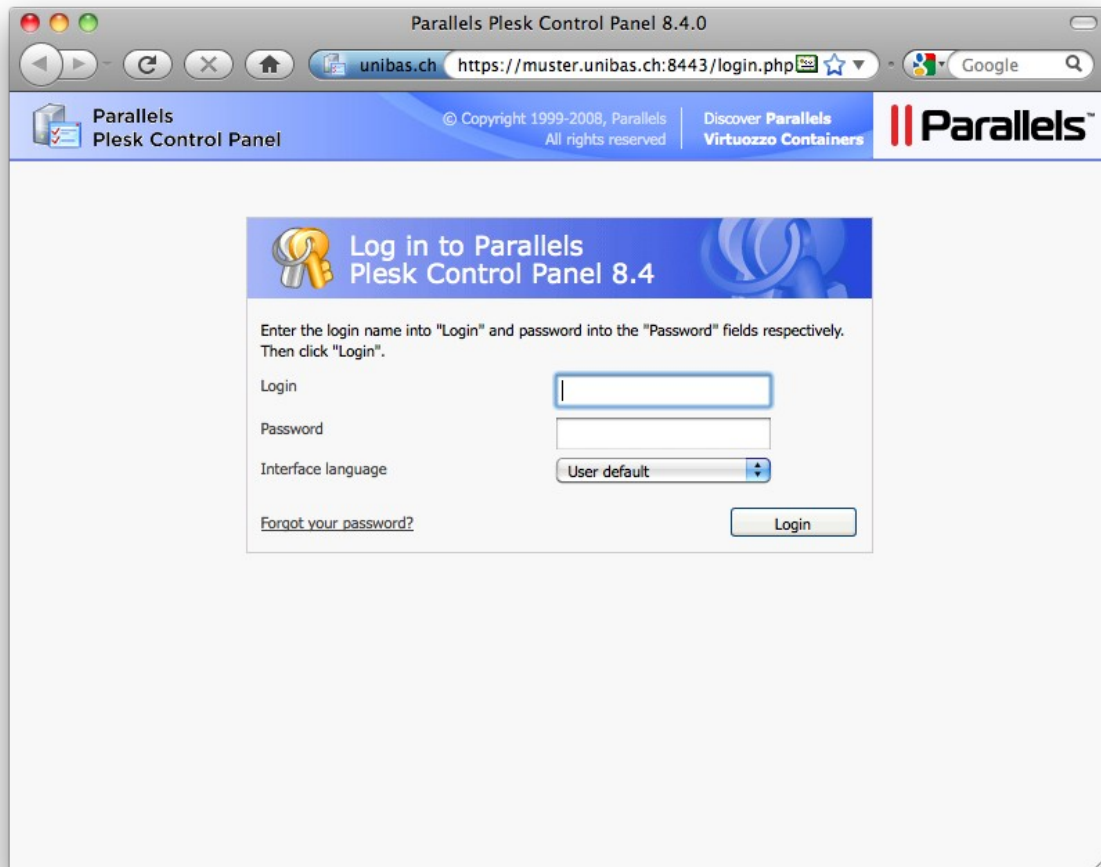 Parallels Plesk Control Panel 8.4.0
unibas.ch https://muster.unibas.ch:8443/login.php Google
Parallels
Plesk Control Panel
© Copyright 1999-2008, Parallels
All rights reserved
Discover Parallels
Virtuozzo Containers
Parallels™
Log in to Parallels
Plesk Control Panel 8.4
Enter the login name into "Login" and password into the "Password" fields respectively.
Then click "Login".
Login
Password
Interface language User default
Forgot your password? Login